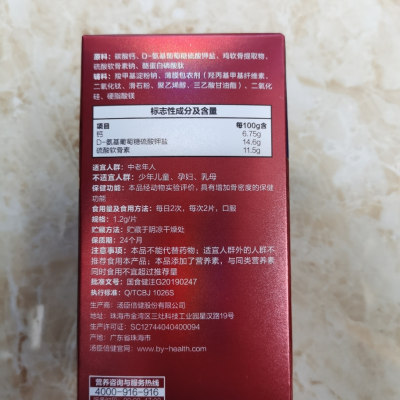 原料：碳酸钙、D-氨基葡萄糖硫酸钾盐、鸡软骨提取物、
硫酸软骨素钠、酪蛋白磷酸肽
辅料：羧甲基淀粉钠、薄膜包衣剂（羟丙基甲基纤维素、
二氧化钛、滑石粉、聚乙烯醇、三乙酸甘油酯）、二氧化
硅、硬脂酸镁
标志性成分及含量
项目 每100g含
钙 6.75g
D-氨基葡萄糖硫酸钾盐 14.6g
硫酸软骨素 11.5g
适宜人群：中老年人
不适宜人群：少年儿童、孕妇、乳母
保健功能：本品经动物实验评价，具有增加骨密度的保健
功能
食用量及食用方法：每日2次，每次2片，口服
规格：1.2g/片
贮藏方法：贮藏于阴凉干燥处
保质期：24个月
注意事项：本品不能代替药物；适宜人群外的人群不
推荐食用本产品；本品添加了营养素，与同类营养素
同时食用不宜超过推荐量
批准文号：国食健注G20190247
执行标准：Q/TCBJ 1026S
汤臣倍健股份有限公司
地址：珠海市金湾区三灶科技工业园星汉路19号
生产许可证：SC12744040400094
产地：广东省珠海市
汤臣倍健官网：www.by-health.com
营养咨询与服务热线
4000-916-916